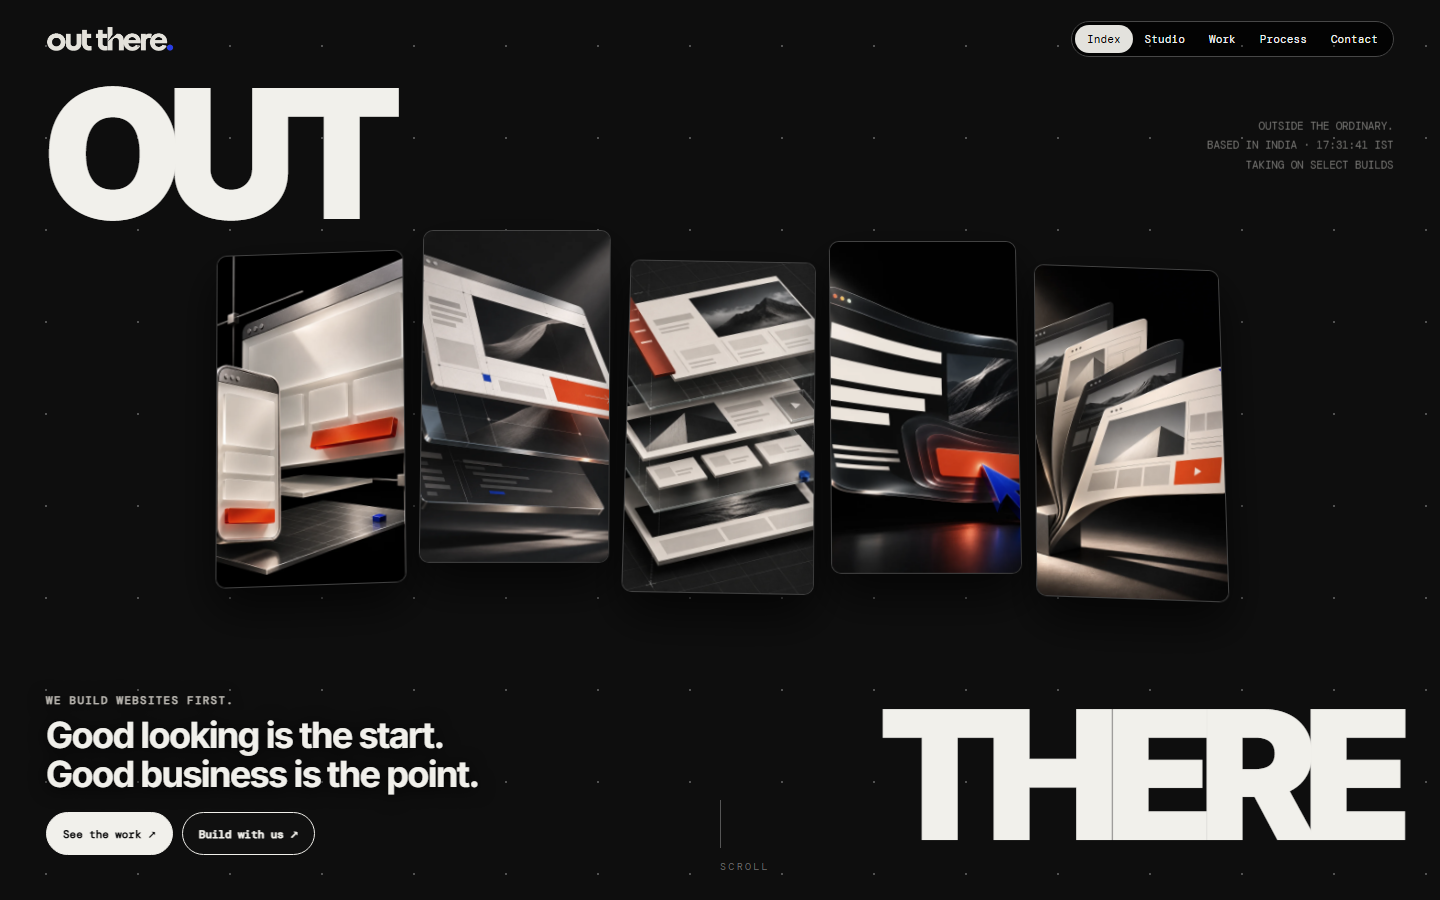 out there.
Index Studio Work Process Contact
OUT
OUTSIDE THE ORDINARY.
BASED IN INDIA · 17:31:41 IST
TAKING ON SELECT BUILDS
WE BUILD WEBSITES FIRST.
Good looking is the start.
Good business is the point.
See the work ↗
Build with us ↗
SCROLL
THERE